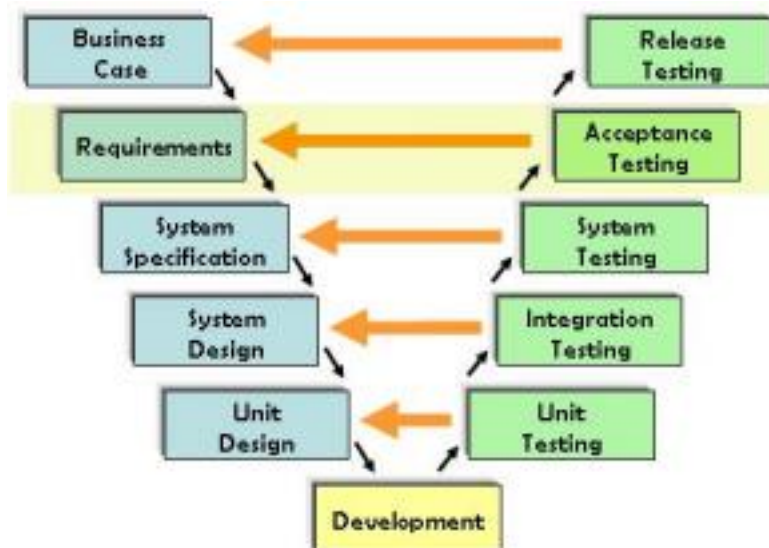 Business
Case
Release
Testing
Requirements
Acceptance
Testing
System
Specification
System
Testing
System
Design
Integration
Testing
Unit
Design
Unit
Testing
Development